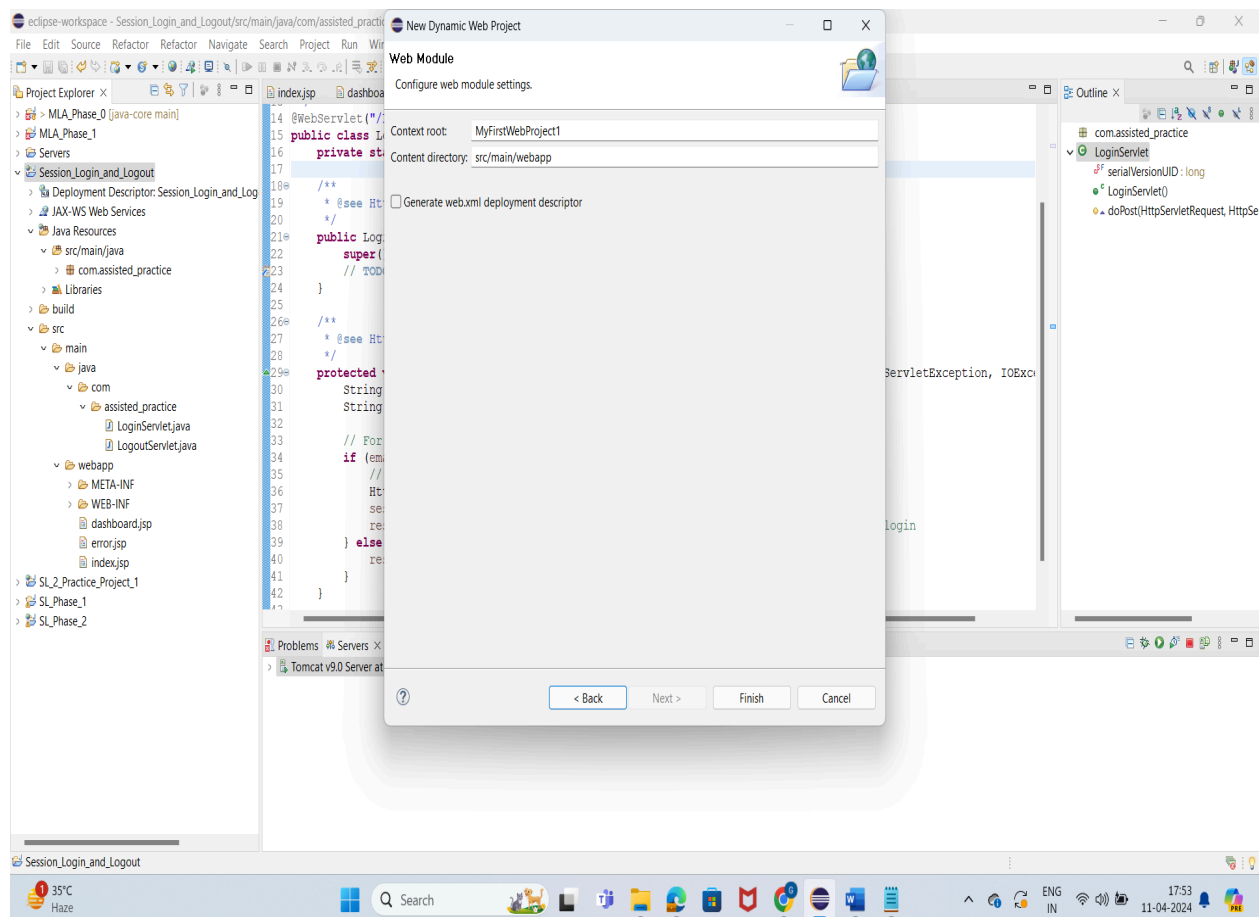 eclipse-workspace - Session_Login_and_Logout/src/main/java/com/assisted_practic
File Edit Source Refactor Refactor Navigate Search Project Run Wi
Project Explorer
> MLA_Phase_0 [java-core main]
MLA_Phase_1
Servers
Session_Login_and_Logout
Deployment Descriptor: Session_Login_and_Log
JAX-WS Web Services
Java Resources
src/main/java
com.assisted_practice
Libraries
build
src
main
java
com
assisted_practice
LoginServlet.java
LogoutServlet.java
webapp
META-INF
WEB-INF
dashboard.jsp
error.jsp
index.jsp
SL_2_Practice_Project_1
SL_Phase_1
SL_Phase_2
index.jsp dashboa
14 @WebServlet("/
15 public class L
16 private sta
17
18 /**
19 * @see Ht
20 */
21 public Log
22 super(
23 // TODO
24 }
25
26 /**
27 * @see Ht
28 */
29 protected ServletException, IOExc
30 String
31 String
32
33 // For
34 if (em
35 //
36 Ht
37 se
38 re login
39 } else
40 re
41 }
42 }
New Dynamic Web Project
Web Module
Configure web module settings.
Context root: MyFirstWebProject1
Content directory: src/main/webapp
Generate web.xml deployment descriptor
< Back Next > Finish Cancel
Outline
com.assisted_practice
LoginServlet
serialVersionUID : long
LoginServlet()
doPost(HttpServletRequest, HttpSe
Problems Servers
Tomcat v9.0 Server at
Session_Login_and_Logout
1
35°C
Haze
Search
ENG
IN
17:53
11-04-2024
PRE